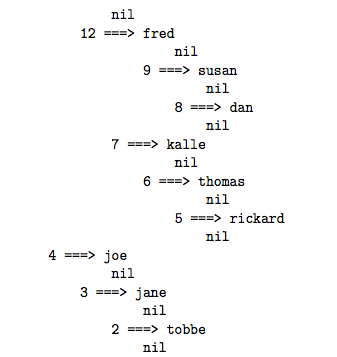 nil
12 ===> fred
nil
9 ===> susan
nil
8 ===> dan
nil
7 ===> kalle
nil
6 ===> thomas
nil
5 ===> rickard
nil
4 ===> joe
nil
3 ===> jane
nil
2 ===> tobbe
nil